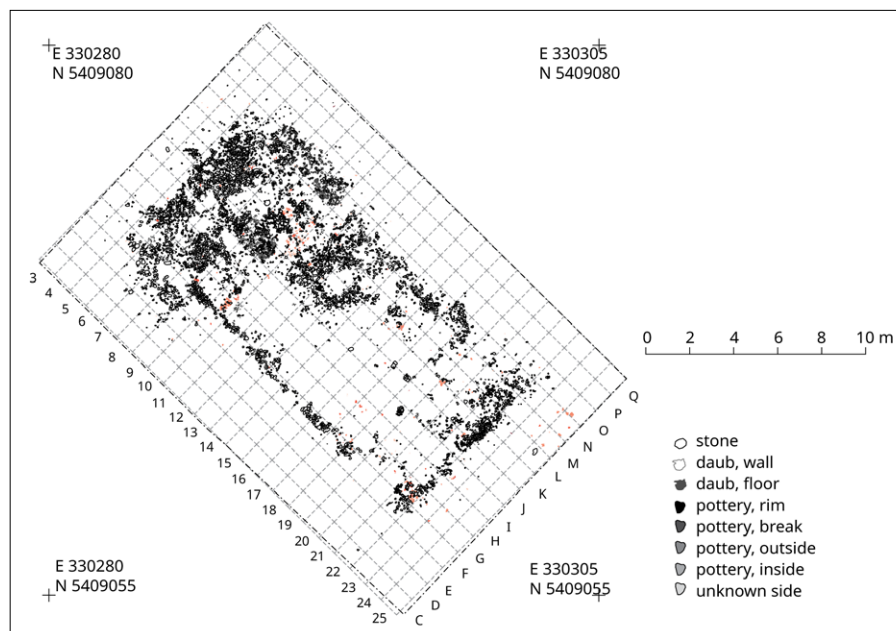 E 330280
N 5409080
E 330305
N 5409080
3
4
5
6
7
8
9
10
11
12
13
14
15
16
17
18
19
20
21
22
23
24
25
C
D
E
F
G
H
I
J
K
L
M
N
O
P
Q
0 2 4 6 8 10 m
stone
daub, wall
daub, floor
pottery, rim
pottery, break
pottery, outside
pottery, inside
unknown side
E 330280
N 5409055
E 330305
N 5409055